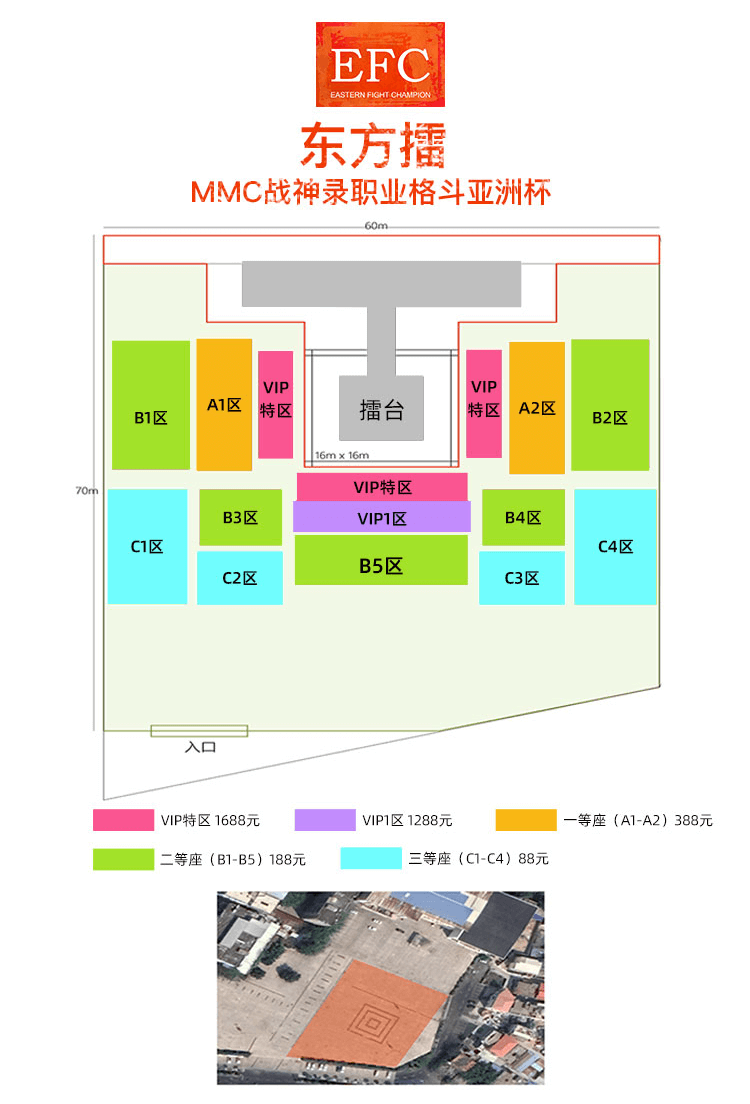 EFC
EASTERN FIGHT CHAMPION
东方擂
MMC战神录职业格斗亚洲杯
60m
70m
B1区
A1区
VIP
特区
擂台
16m x 16m
VIP
特区
A2区
B2区
VIP特区
VIP1区
B5区
C1区
B3区
C2区
B4区
C3区
C4区
入口
VIP特区 1688元
VIP1区 1288元
一等座（A1-A2）388元
二等座（B1-B5）188元
三等座（C1-C4）88元